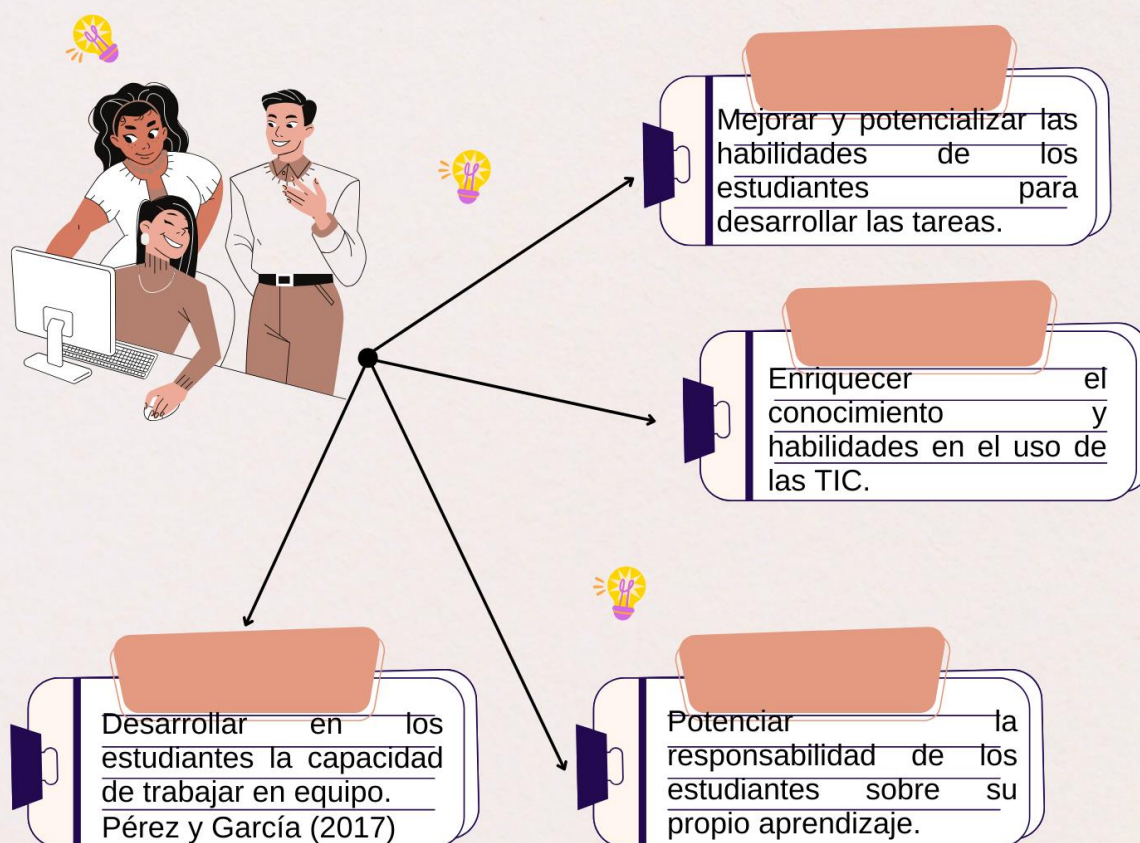 Mejorar y potencializar las
habilidades de los
estudiantes para
desarrollar las tareas.
Enriquecer el
conocimiento y
habilidades en el uso de
las TIC.
Desarrollar en los
estudiantes la capacidad
de trabajar en equipo.
Pérez y García (2017)
Potenciar la
responsabilidad de los
estudiantes sobre su
propio aprendizaje.